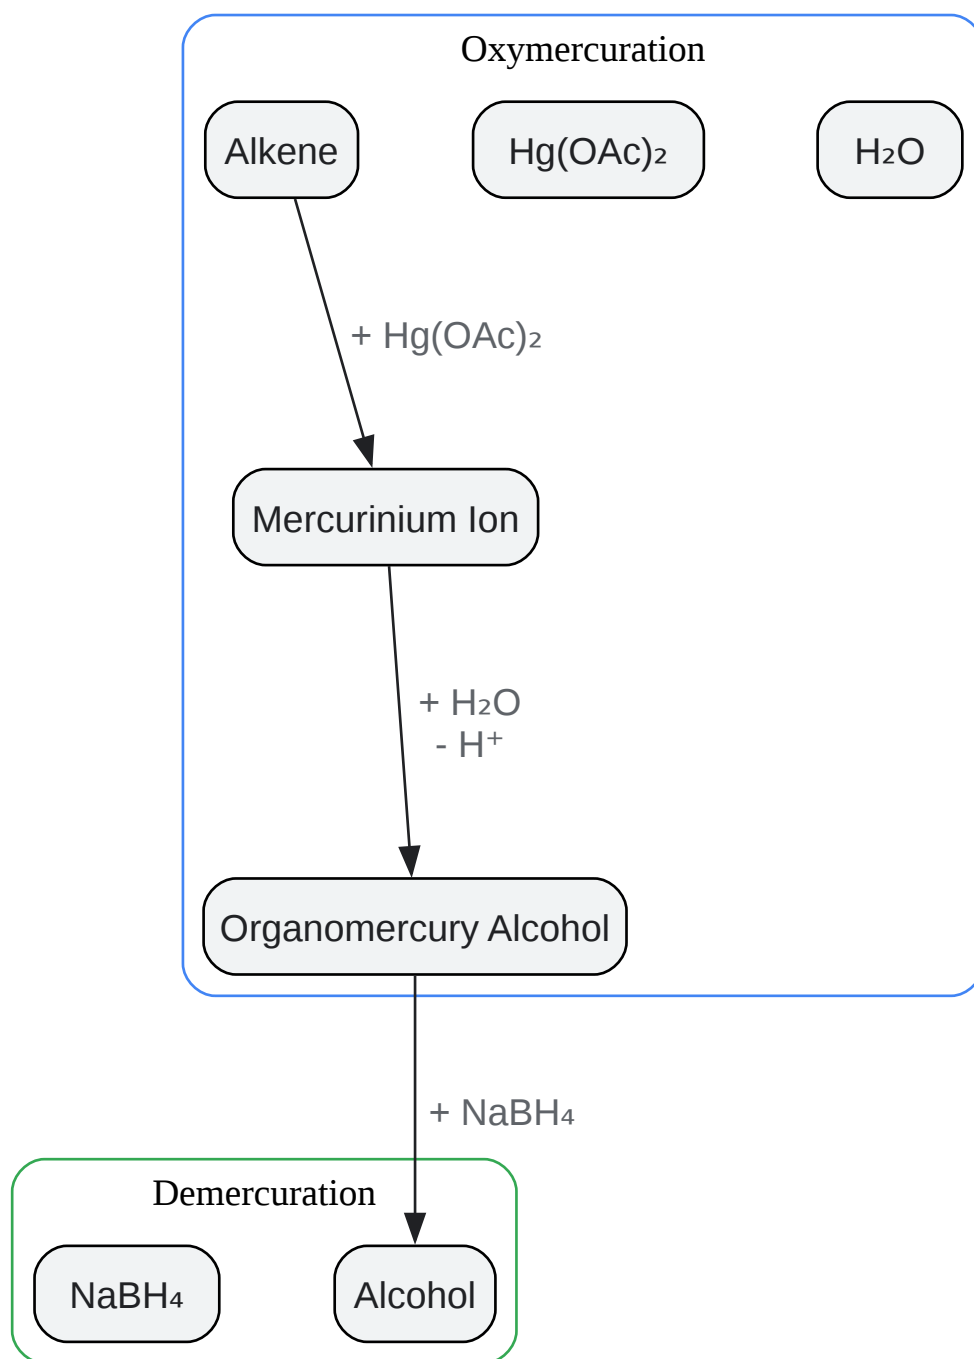 Oxymercuration
Alkene
Hg(OAc)₂
H₂O
+ Hg(OAc)₂
Mercurinium Ion
+ H₂O
- H⁺
Organomercury Alcohol
+ NaBH₄
Demercuration
NaBH₄
Alcohol